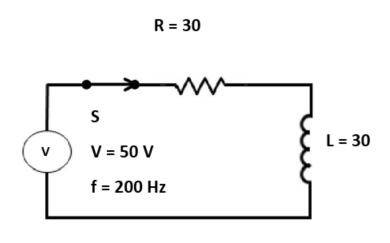 R = 30
S
V
V = 50 V
L = 30
f = 200 Hz